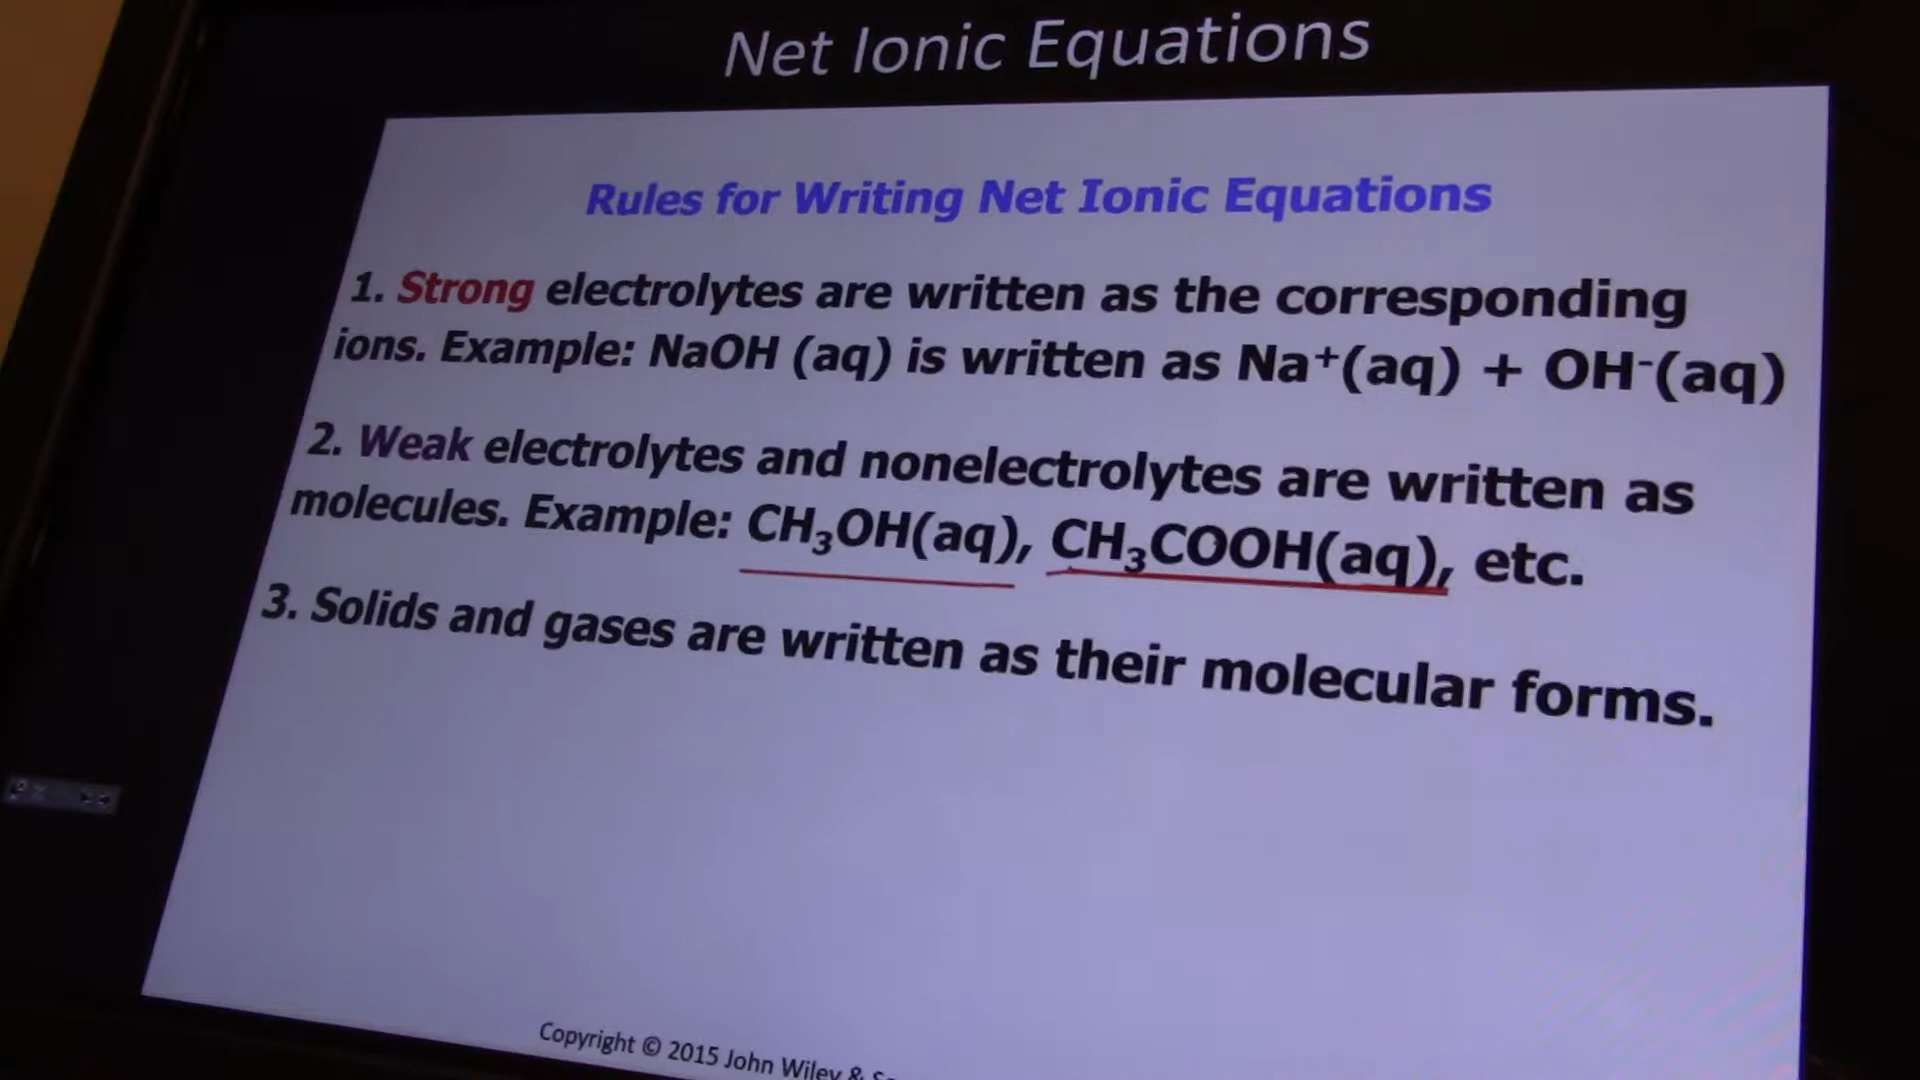 Net Ionic Equations
Rules for Writing Net Ionic Equations
1. Strong electrolytes are written as the corresponding
ions. Example: NaOH (aq) is written as Na⁺(aq) + OH⁻(aq)
2. Weak electrolytes and nonelectrolytes are written as
molecules. Example: CH₃OH(aq), CH₃COOH(aq), etc.
3. Solids and gases are written as their molecular forms.
Copyright © 2015 John Wiley &